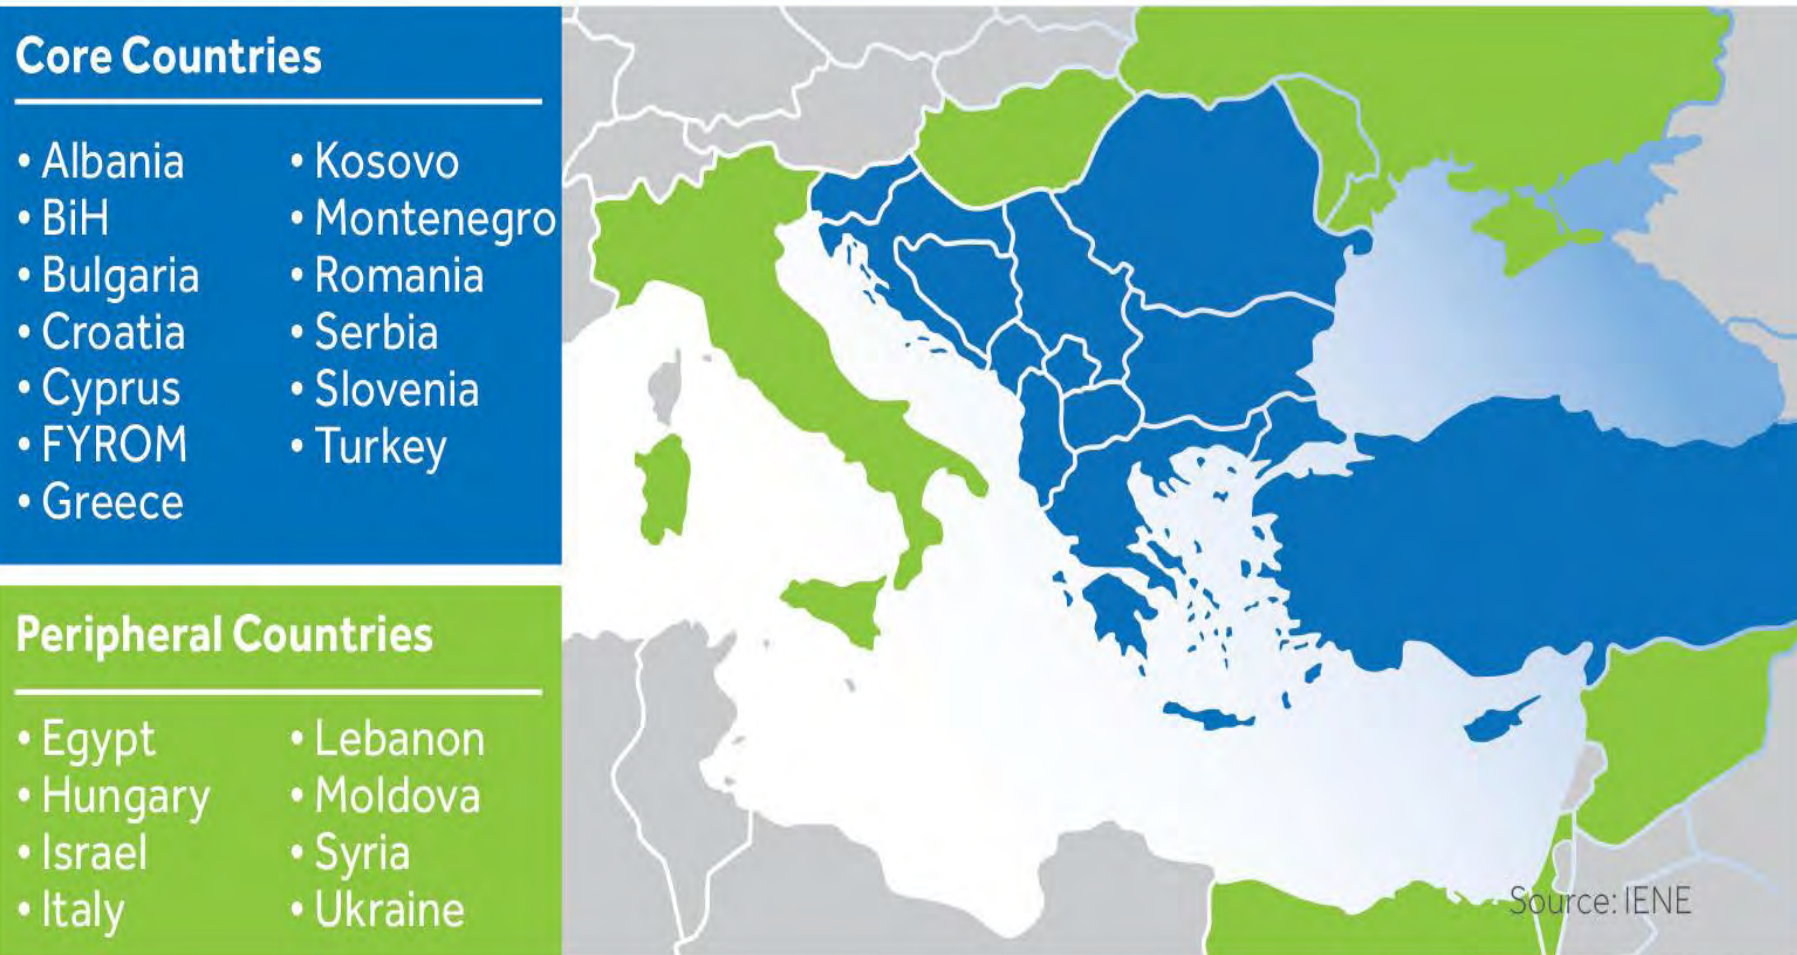 Core Countries
• Albania
• BiH
• Bulgaria
• Croatia
• Cyprus
• FYROM
• Greece
• Kosovo
• Montenegro
• Romania
• Serbia
• Slovenia
• Turkey
Peripheral Countries
• Egypt
• Hungary
• Israel
• Italy
• Lebanon
• Moldova
• Syria
• Ukraine
Source: IENE